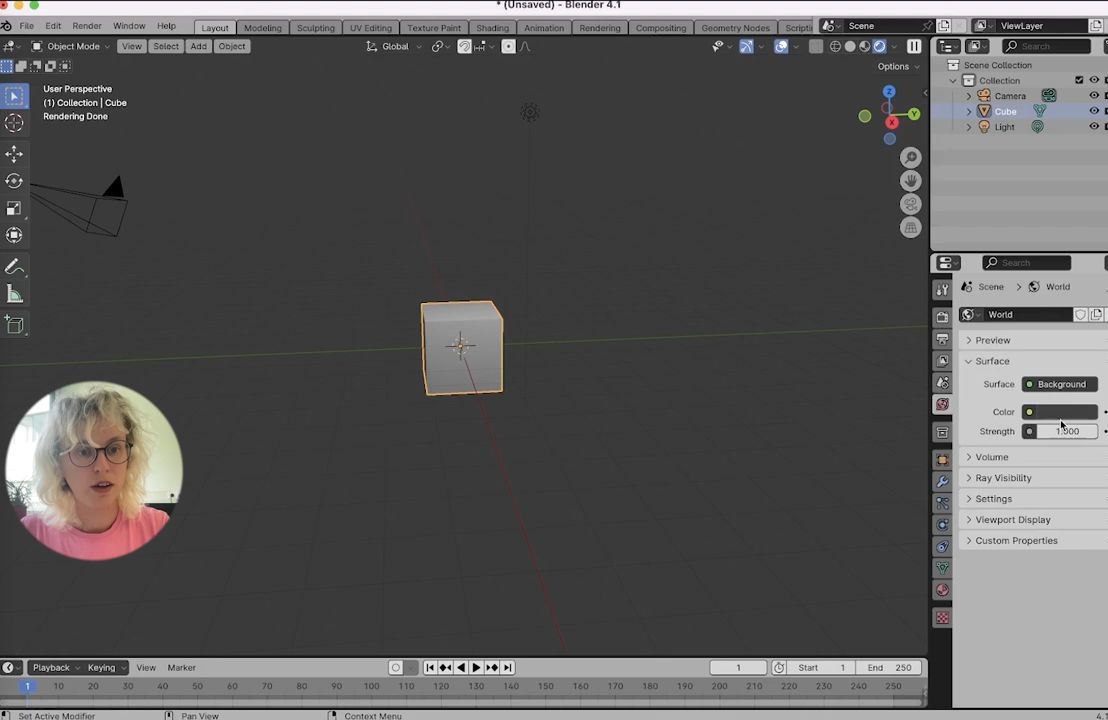 * (Unsaved) - Blender 4.1
File Edit Render Window Help Layout Modeling Sculpting UV Editing Texture Paint Shading Animation Rendering Compositing Geometry Nodes Scripti Scene ViewLayer
Object Mode View Select Add Object Global Search
Options
Scene Collection
Collection
Camera
Cube
Light
User Perspective
(1) Collection | Cube
Rendering Done
Z
Y
X
Search
Scene > World
World
Preview
Surface
Surface Background
Color
Strength 1.000
Volume
Ray Visibility
Settings
Viewport Display
Custom Properties
Playback Keying View Marker 1 Start 1 End 250
1 10 20 30 40 50 60 70 80 90 100 110 120 130 140 150 160 170 180 190 200 210 220 230 240 250
Set Active Modifier Pan View Context Menu 4.1